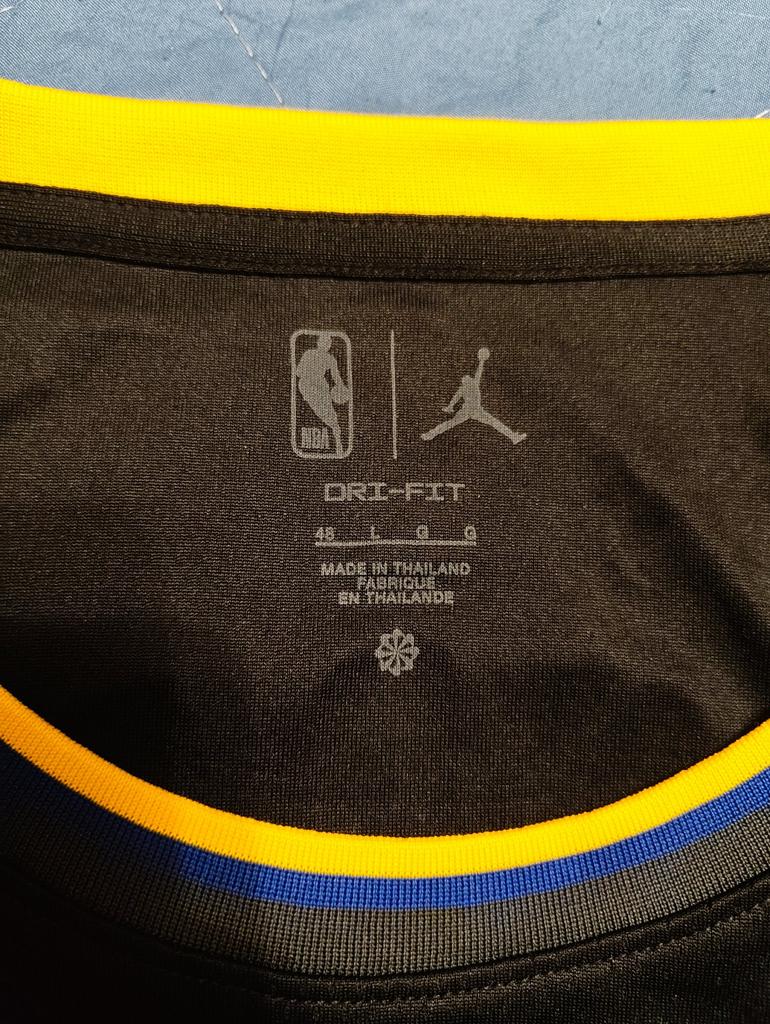 NBA
DRI-FIT
48 L G G
MADE IN THAILAND
FABRIQUE
EN THAILANDE